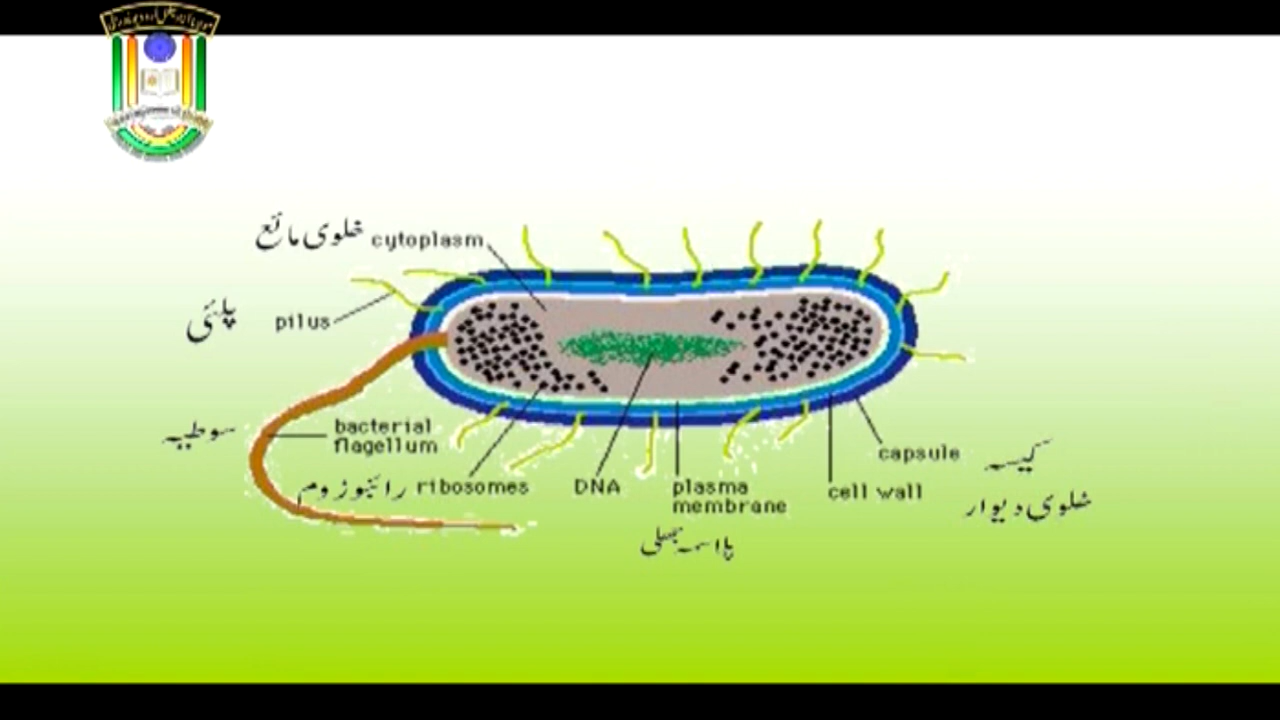 خلوی مائع cytoplasm
پلئی pilus
سوطیہ bacterial
flagellum
رائبوزوم ribosomes
DNA
plasma
membrane
پلاسمہ جھلی
cell wall
capsule
کیسہ
خلوی دیوار